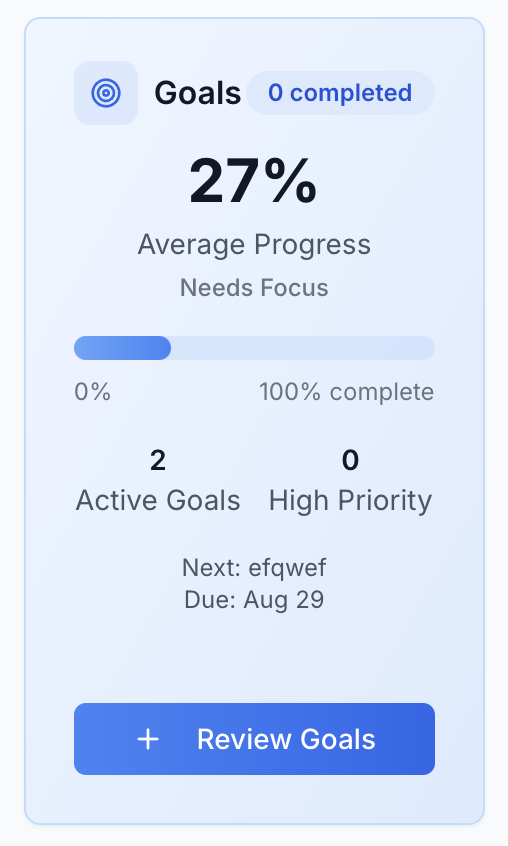 Goals 0 completed
27%
Average Progress
Needs Focus
0% 100% complete
2 0
Active Goals High Priority
Next: efqwef
Due: Aug 29
Review Goals